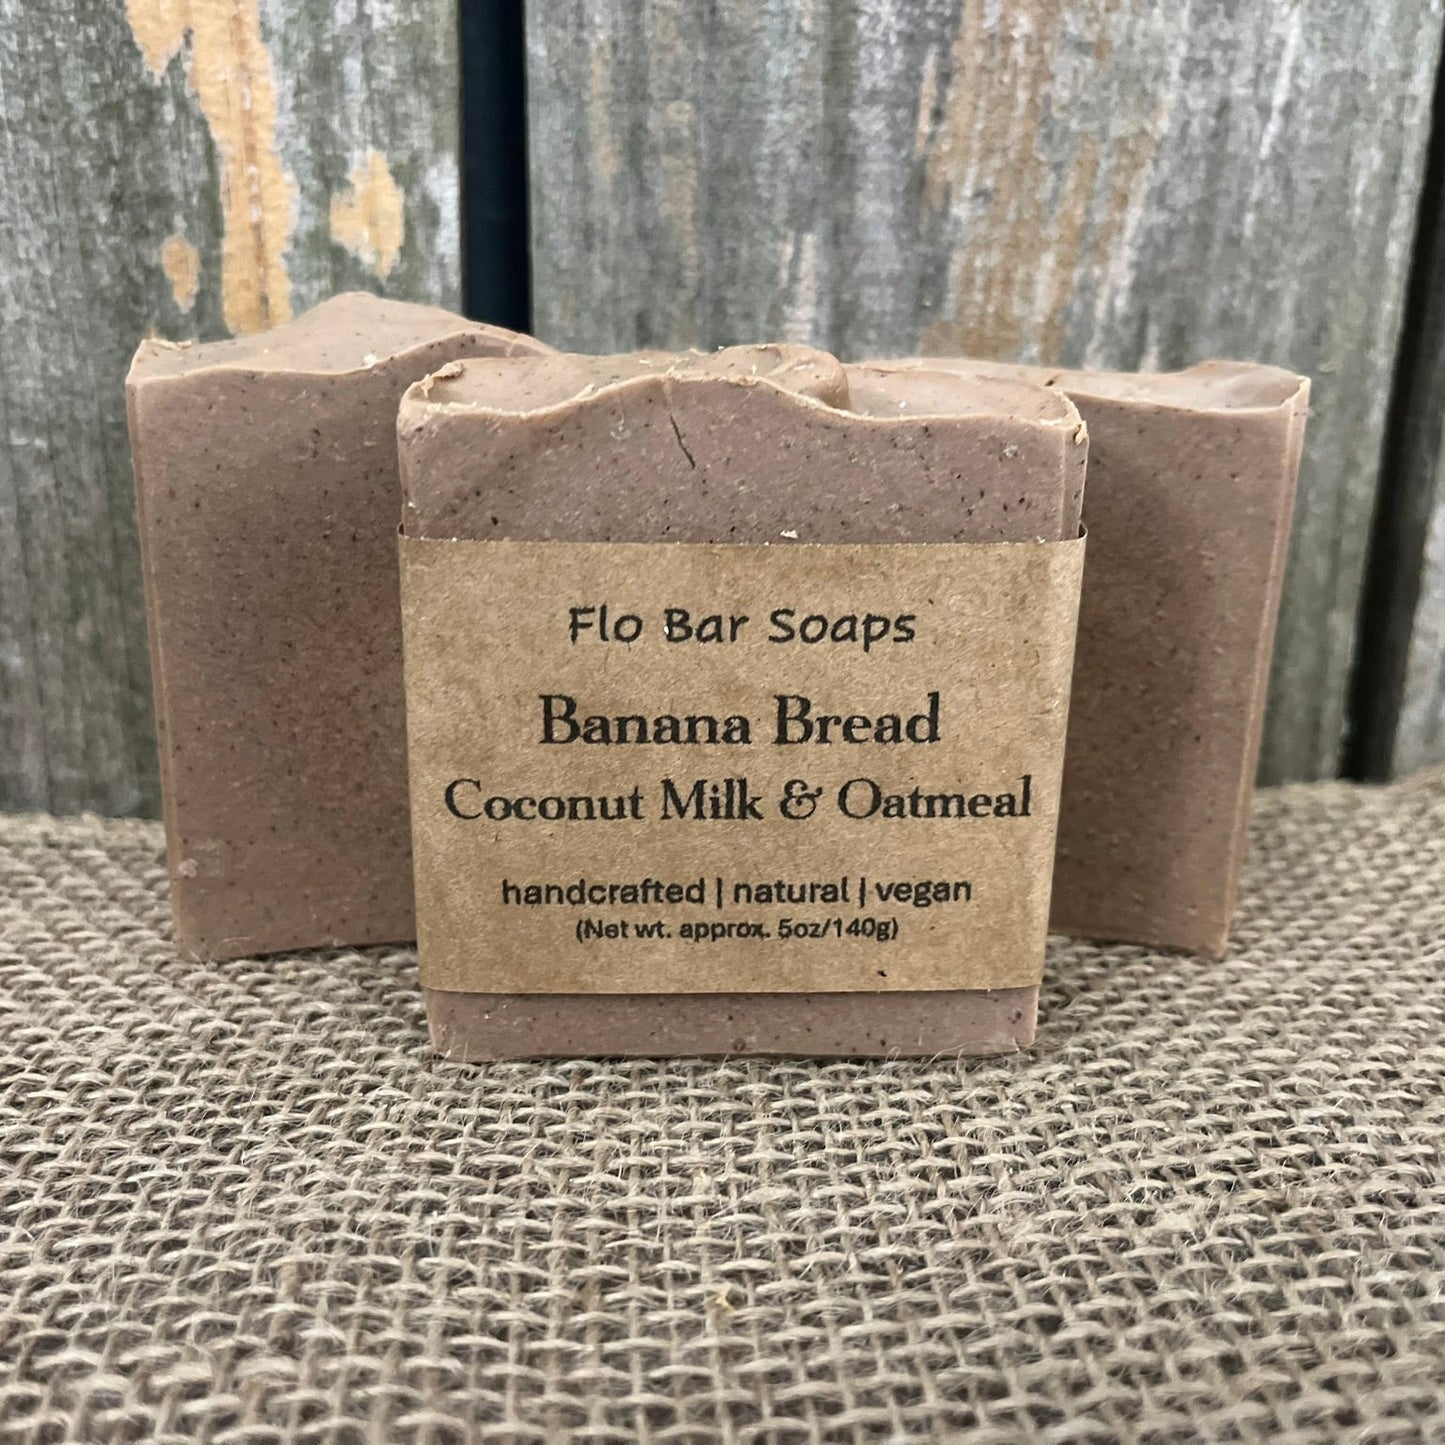 Flo Bar Soaps
Banana Bread
Coconut Milk & Oatmeal
handcrafted | natural | vegan
(Net wt. approx. 5oz/140g)